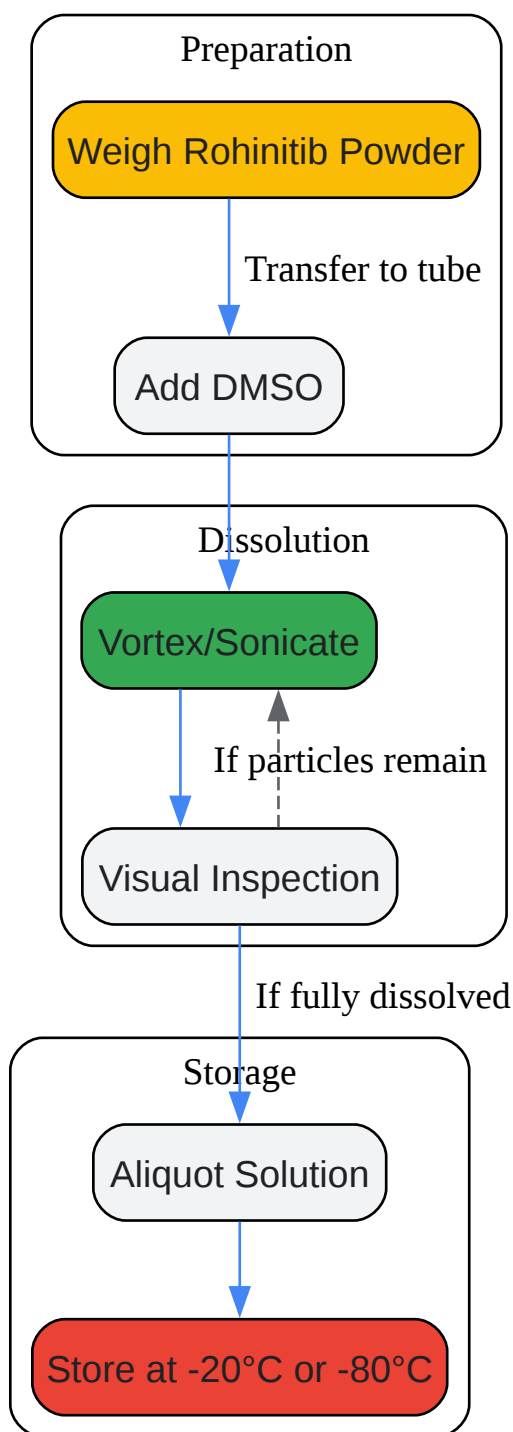 Preparation
Weigh Rohinitib Powder
Transfer to tube
Add DMSO
Dissolution
Vortex/Sonicate
If particles remain
Visual Inspection
If fully dissolved
Storage
Aliquot Solution
Store at -20°C or -80°C